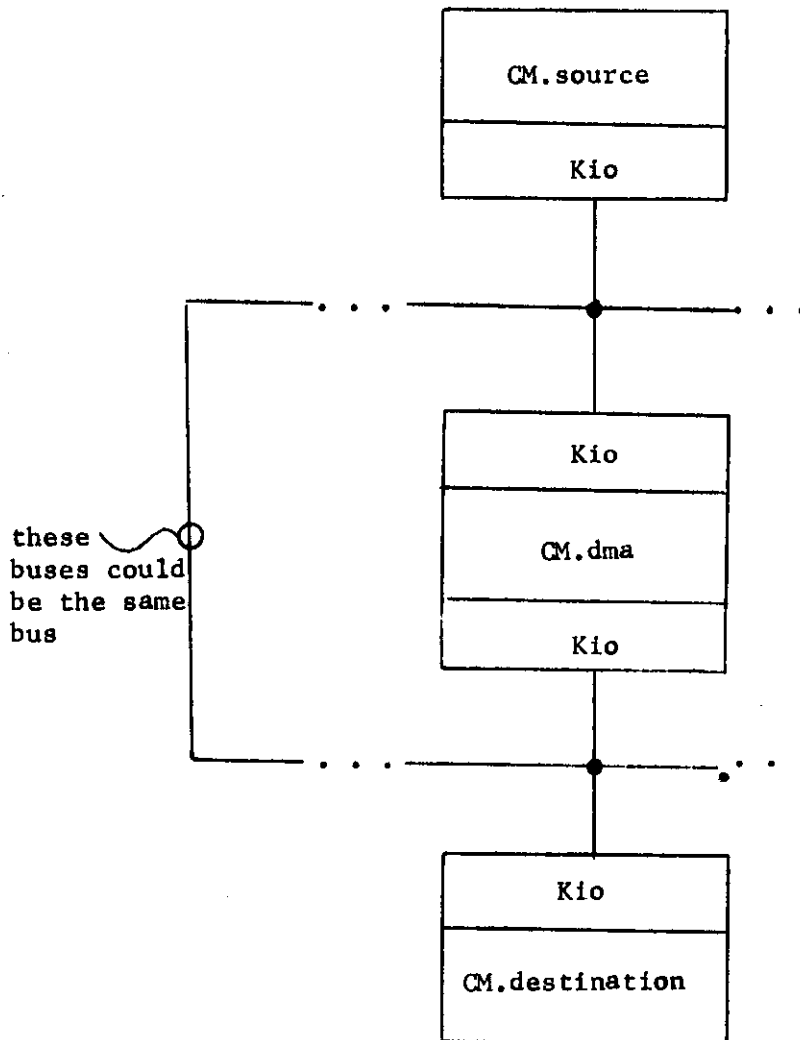 CM.source
Kio
Kio
CM.dma
Kio
these
buses could
be the same
bus
Kio
CM.destination